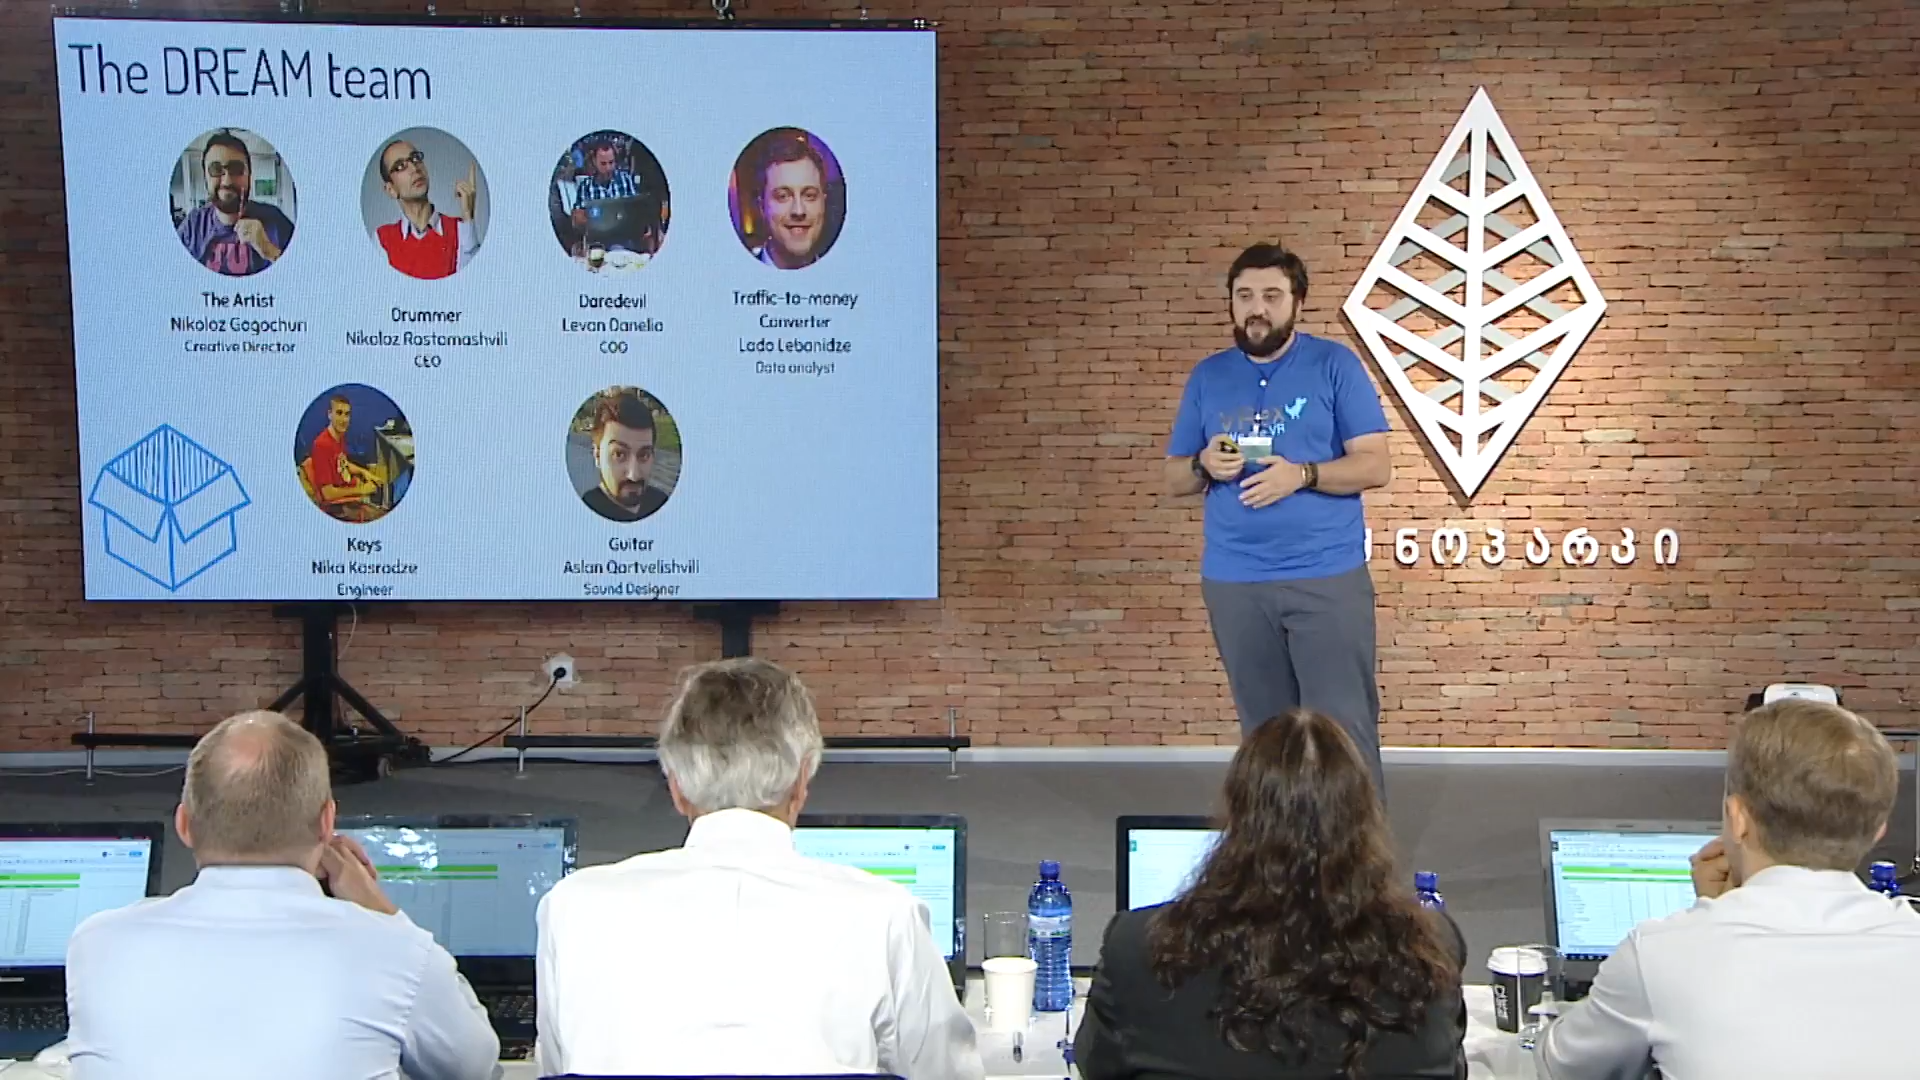 The DREAM team
The Artist
Nikoloz Gogochuri
Creative Director
Drummer
Nikoloz Rostomashvili
CEO
Daredevil
Levan Danelia
COO
Traffic-to-money
Converter
Lado Lebanidze
Data analyst
Keys
Nika Kasradze
Engineer
Guitar
Aslan Qartvelishvili
Sound Designer
ნოპარკი